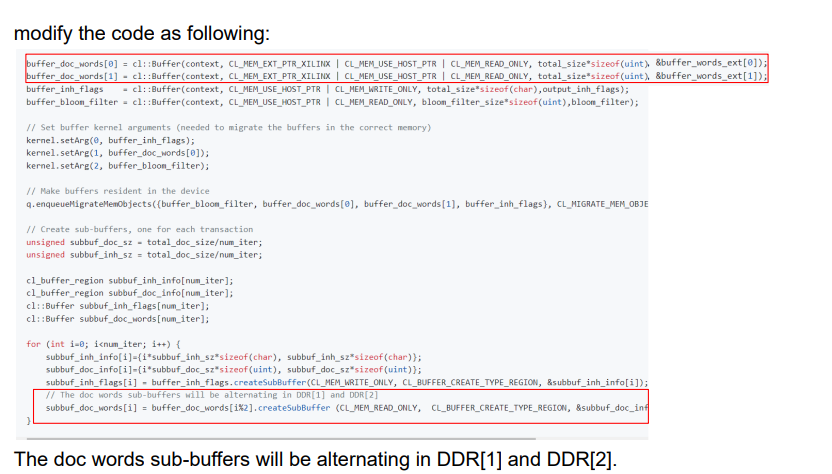 modify the code as following:
buffer_doc_words[0] = cl::Buffer(context, CL_MEM_EXT_PTR_XILINX | CL_MEM_USE_HOST_PTR | CL_MEM_READ_ONLY, total_size*sizeof(uint), &buffer_words_ext[0]);
buffer_doc_words[1] = cl::Buffer(context, CL_MEM_EXT_PTR_XILINX | CL_MEM_USE_HOST_PTR | CL_MEM_READ_ONLY, total_size*sizeof(uint), &buffer_words_ext[1]);
buffer_inh_flags    = cl::Buffer(context, CL_MEM_USE_HOST_PTR | CL_MEM_WRITE_ONLY, total_size*sizeof(char),output_inh_flags);
buffer_bloom_filter = cl::Buffer(context, CL_MEM_USE_HOST_PTR | CL_MEM_READ_ONLY, bloom_filter_size*sizeof(uint),bloom_filter);
// Set buffer kernel arguments (needed to migrate the buffers in the correct memory)
kernel.setArg(0, buffer_inh_flags);
kernel.setArg(1, buffer_doc_words[0]);
kernel.setArg(2, buffer_bloom_filter);
// Make buffers resident in the device
q.enqueueMigrateMemObjects({buffer_bloom_filter, buffer_doc_words[0], buffer_doc_words[1], buffer_inh_flags}, CL_MIGRATE_MEM_OBJE
// Create sub-buffers, one for each transaction
unsigned subbuf_doc_sz = total_doc_size/num_iter;
unsigned subbuf_inh_sz = total_doc_size/num_iter;
cl_buffer_region subbuf_inh_info[num_iter];
cl_buffer_region subbuf_doc_info[num_iter];
cl::Buffer subbuf_inh_flags[num_iter];
cl::Buffer subbuf_doc_words[num_iter];
for (int i=0; i<num_iter; i++) {
    subbuf_inh_info[i]={i*subbuf_inh_sz*sizeof(char), subbuf_inh_sz*sizeof(char)};
    subbuf_doc_info[i]={i*subbuf_doc_sz*sizeof(uint), subbuf_doc_sz*sizeof(uint)};
    subbuf_inh_flags[i] = buffer_inh_flags.createSubBuffer(CL_MEM_WRITE_ONLY, CL_BUFFER_CREATE_TYPE_REGION, &subbuf_inh_info[i]);
    // The doc words sub-buffers will be alternating in DDR[1] and DDR[2]
    subbuf_doc_words[i] = buffer_doc_words[i%2].createSubBuffer (CL_MEM_READ_ONLY,  CL_BUFFER_CREATE_TYPE_REGION, &subbuf_doc_inf
}
The doc words sub-buffers will be alternating in DDR[1] and DDR[2].